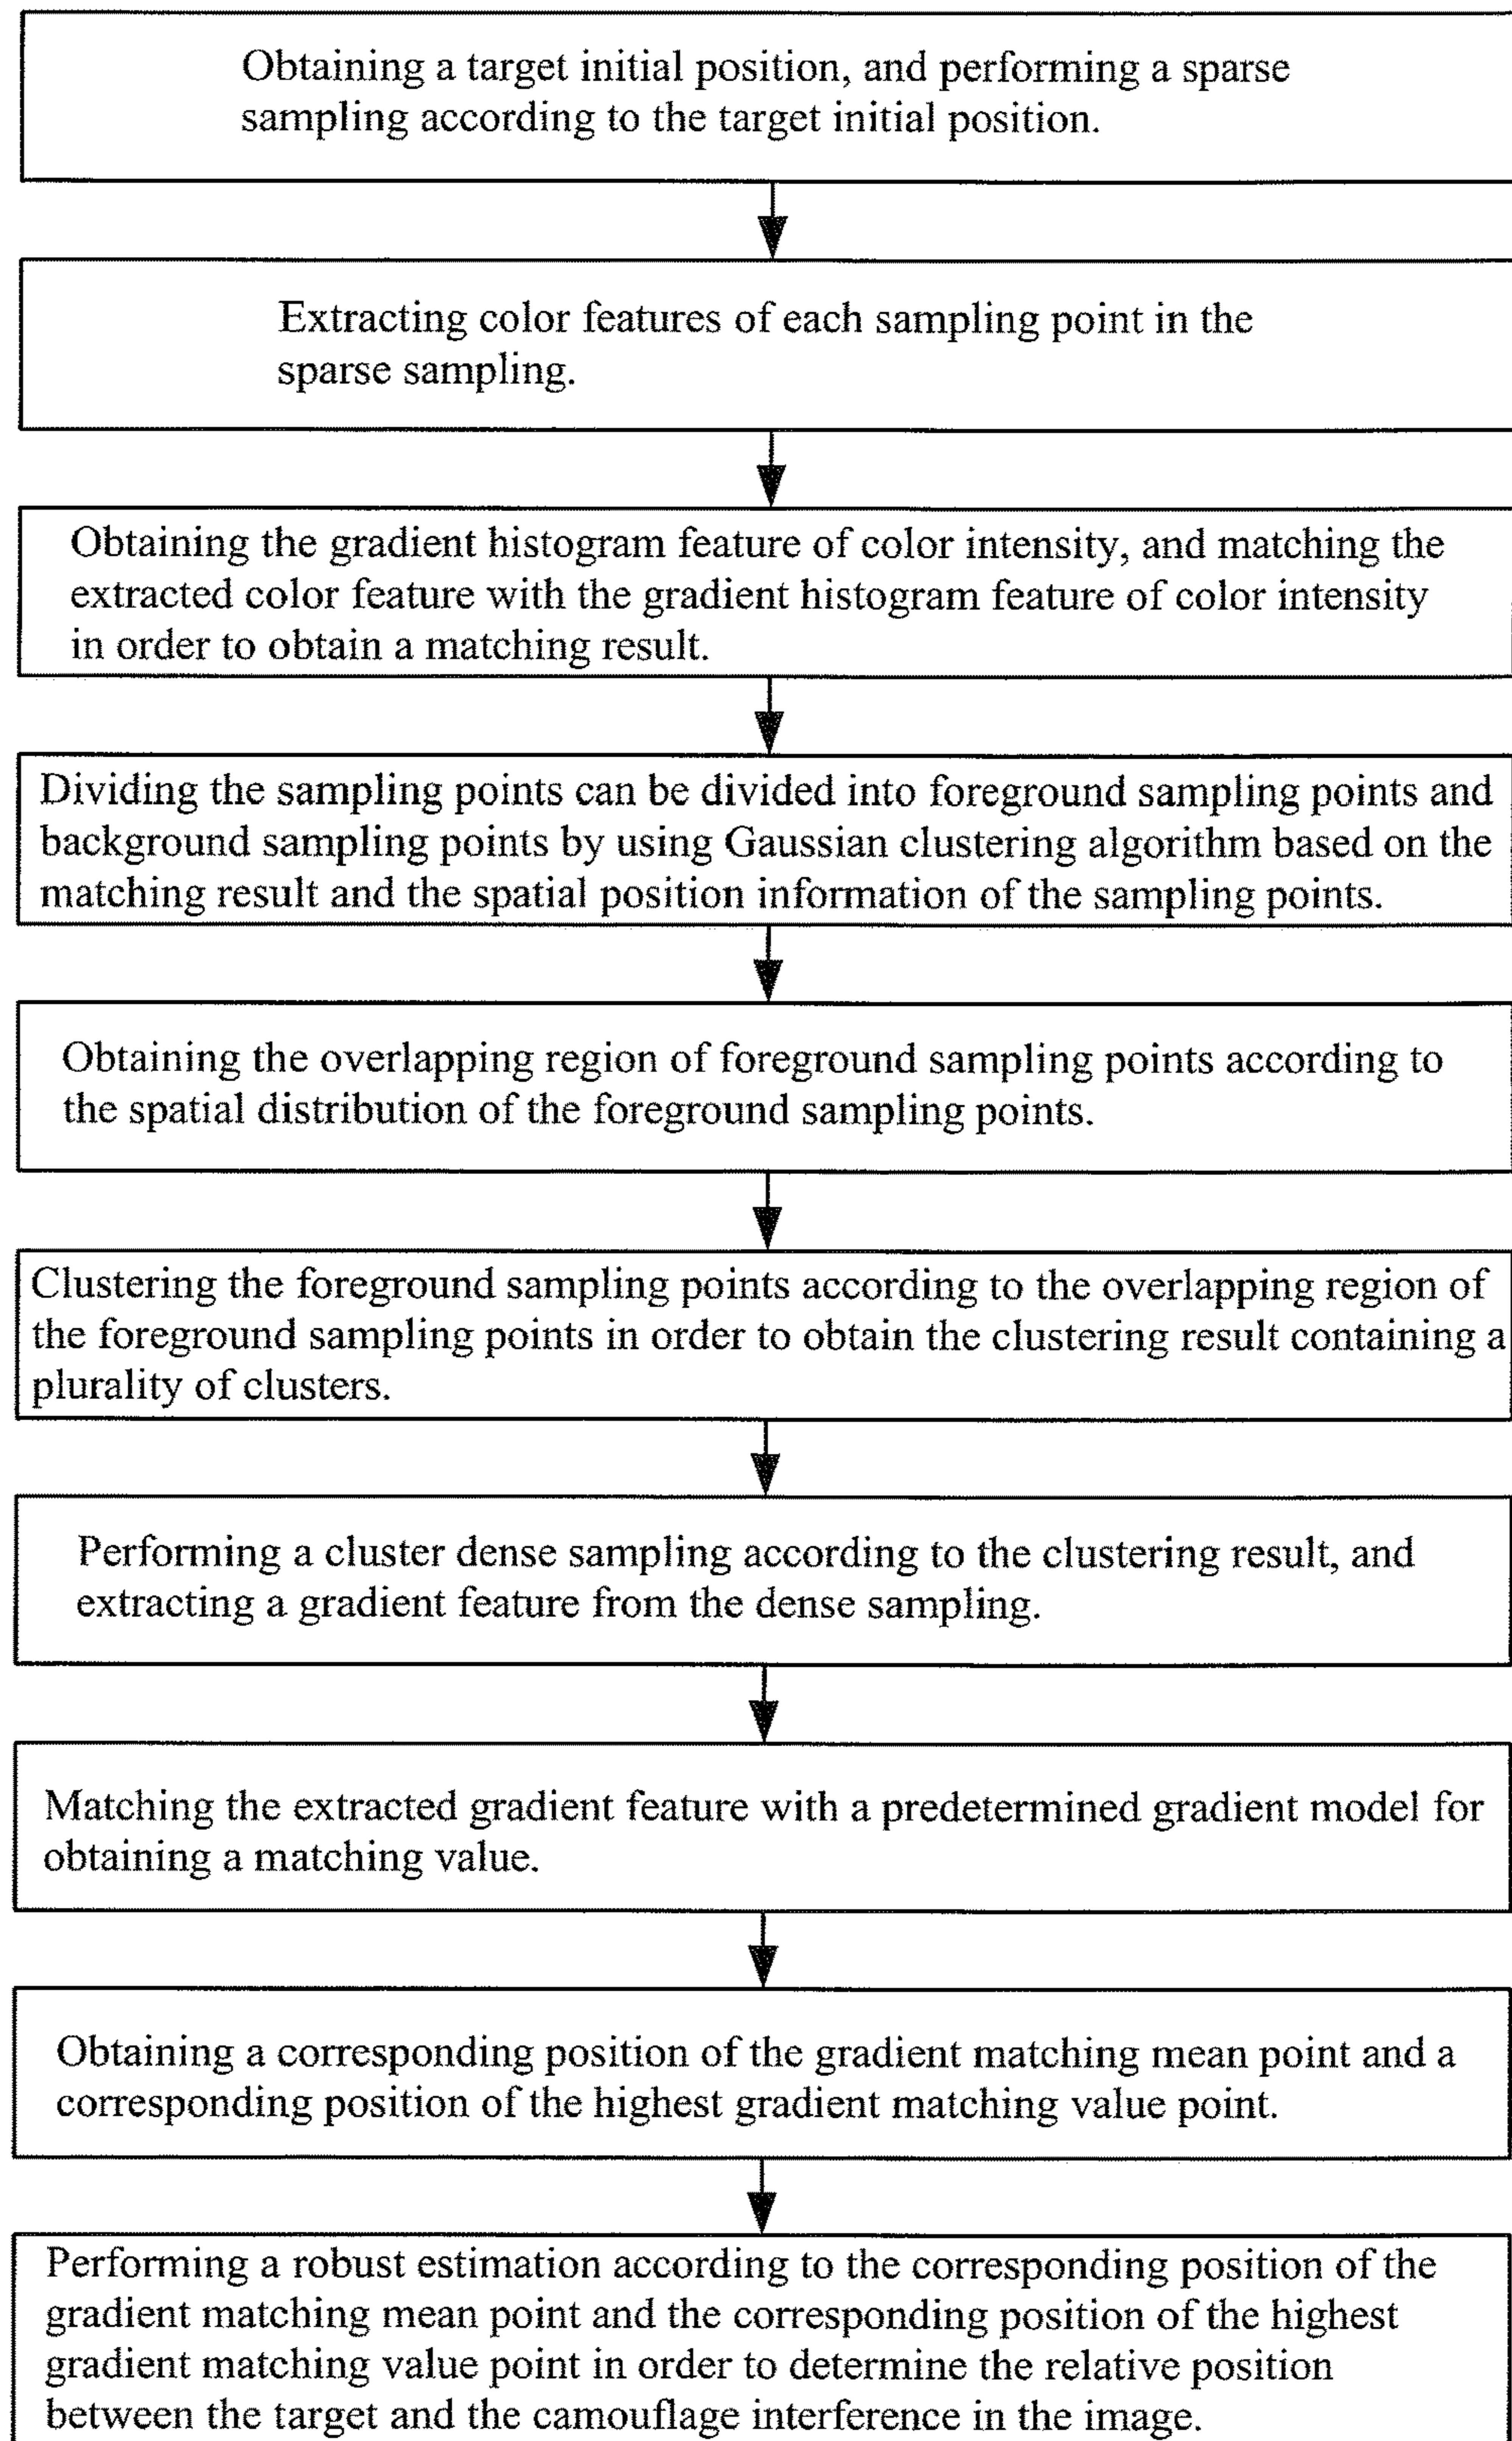 Obtaining a target initial position, and performing a sparse
sampling according to the target initial position.
Extracting color features of each sampling point in the
sparse sampling.
Obtaining the gradient histogram feature of color intensity, and matching the
extracted color feature with the gradient histogram feature of color intensity
in order to obtain a matching result.
Dividing the sampling points can be divided into foreground sampling points and
background sampling points by using Gaussian clustering algorithm based on the
matching result and the spatial position information of the sampling points.
Obtaining the overlapping region of foreground sampling points according to
the spatial distribution of the foreground sampling points.
Clustering the foreground sampling points according to the overlapping region of
the foreground sampling points in order to obtain the clustering result containing a
plurality of clusters.
Performing a cluster dense sampling according to the clustering result, and
extracting a gradient feature from the dense sampling.
Matching the extracted gradient feature with a predetermined gradient model for
obtaining a matching value.
Obtaining a corresponding position of the gradient matching mean point and a
corresponding position of the highest gradient matching value point.
Performing a robust estimation according to the corresponding position of the
gradient matching mean point and the corresponding position of the highest
gradient matching value point in order to determine the relative position
between the target and the camouflage interference in the image.